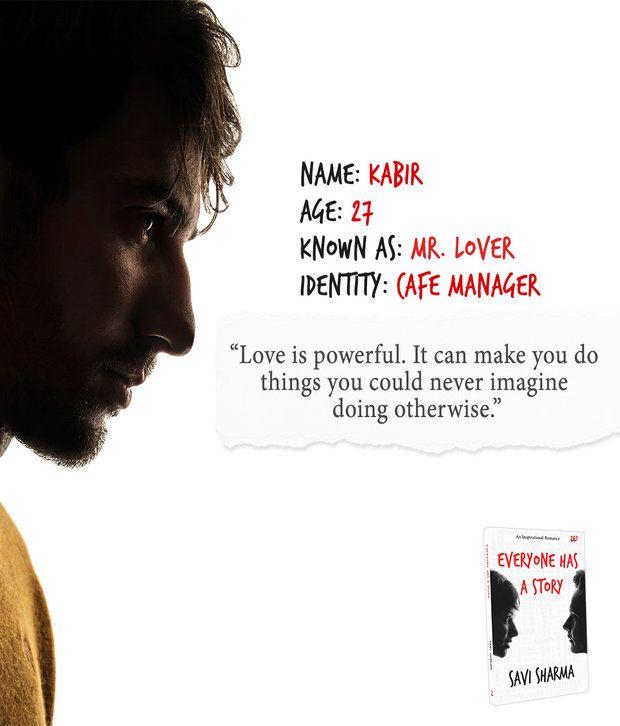 NAME: KABIR
AGE: 27
KNOWN AS: MR. LOVER
IDENTITY: CAFE MANAGER
“Love is powerful. It can make you do
things you could never imagine
doing otherwise.”
An Inspirational Romance
EVERYONE HAS
A STORY
SAVI SHARMA